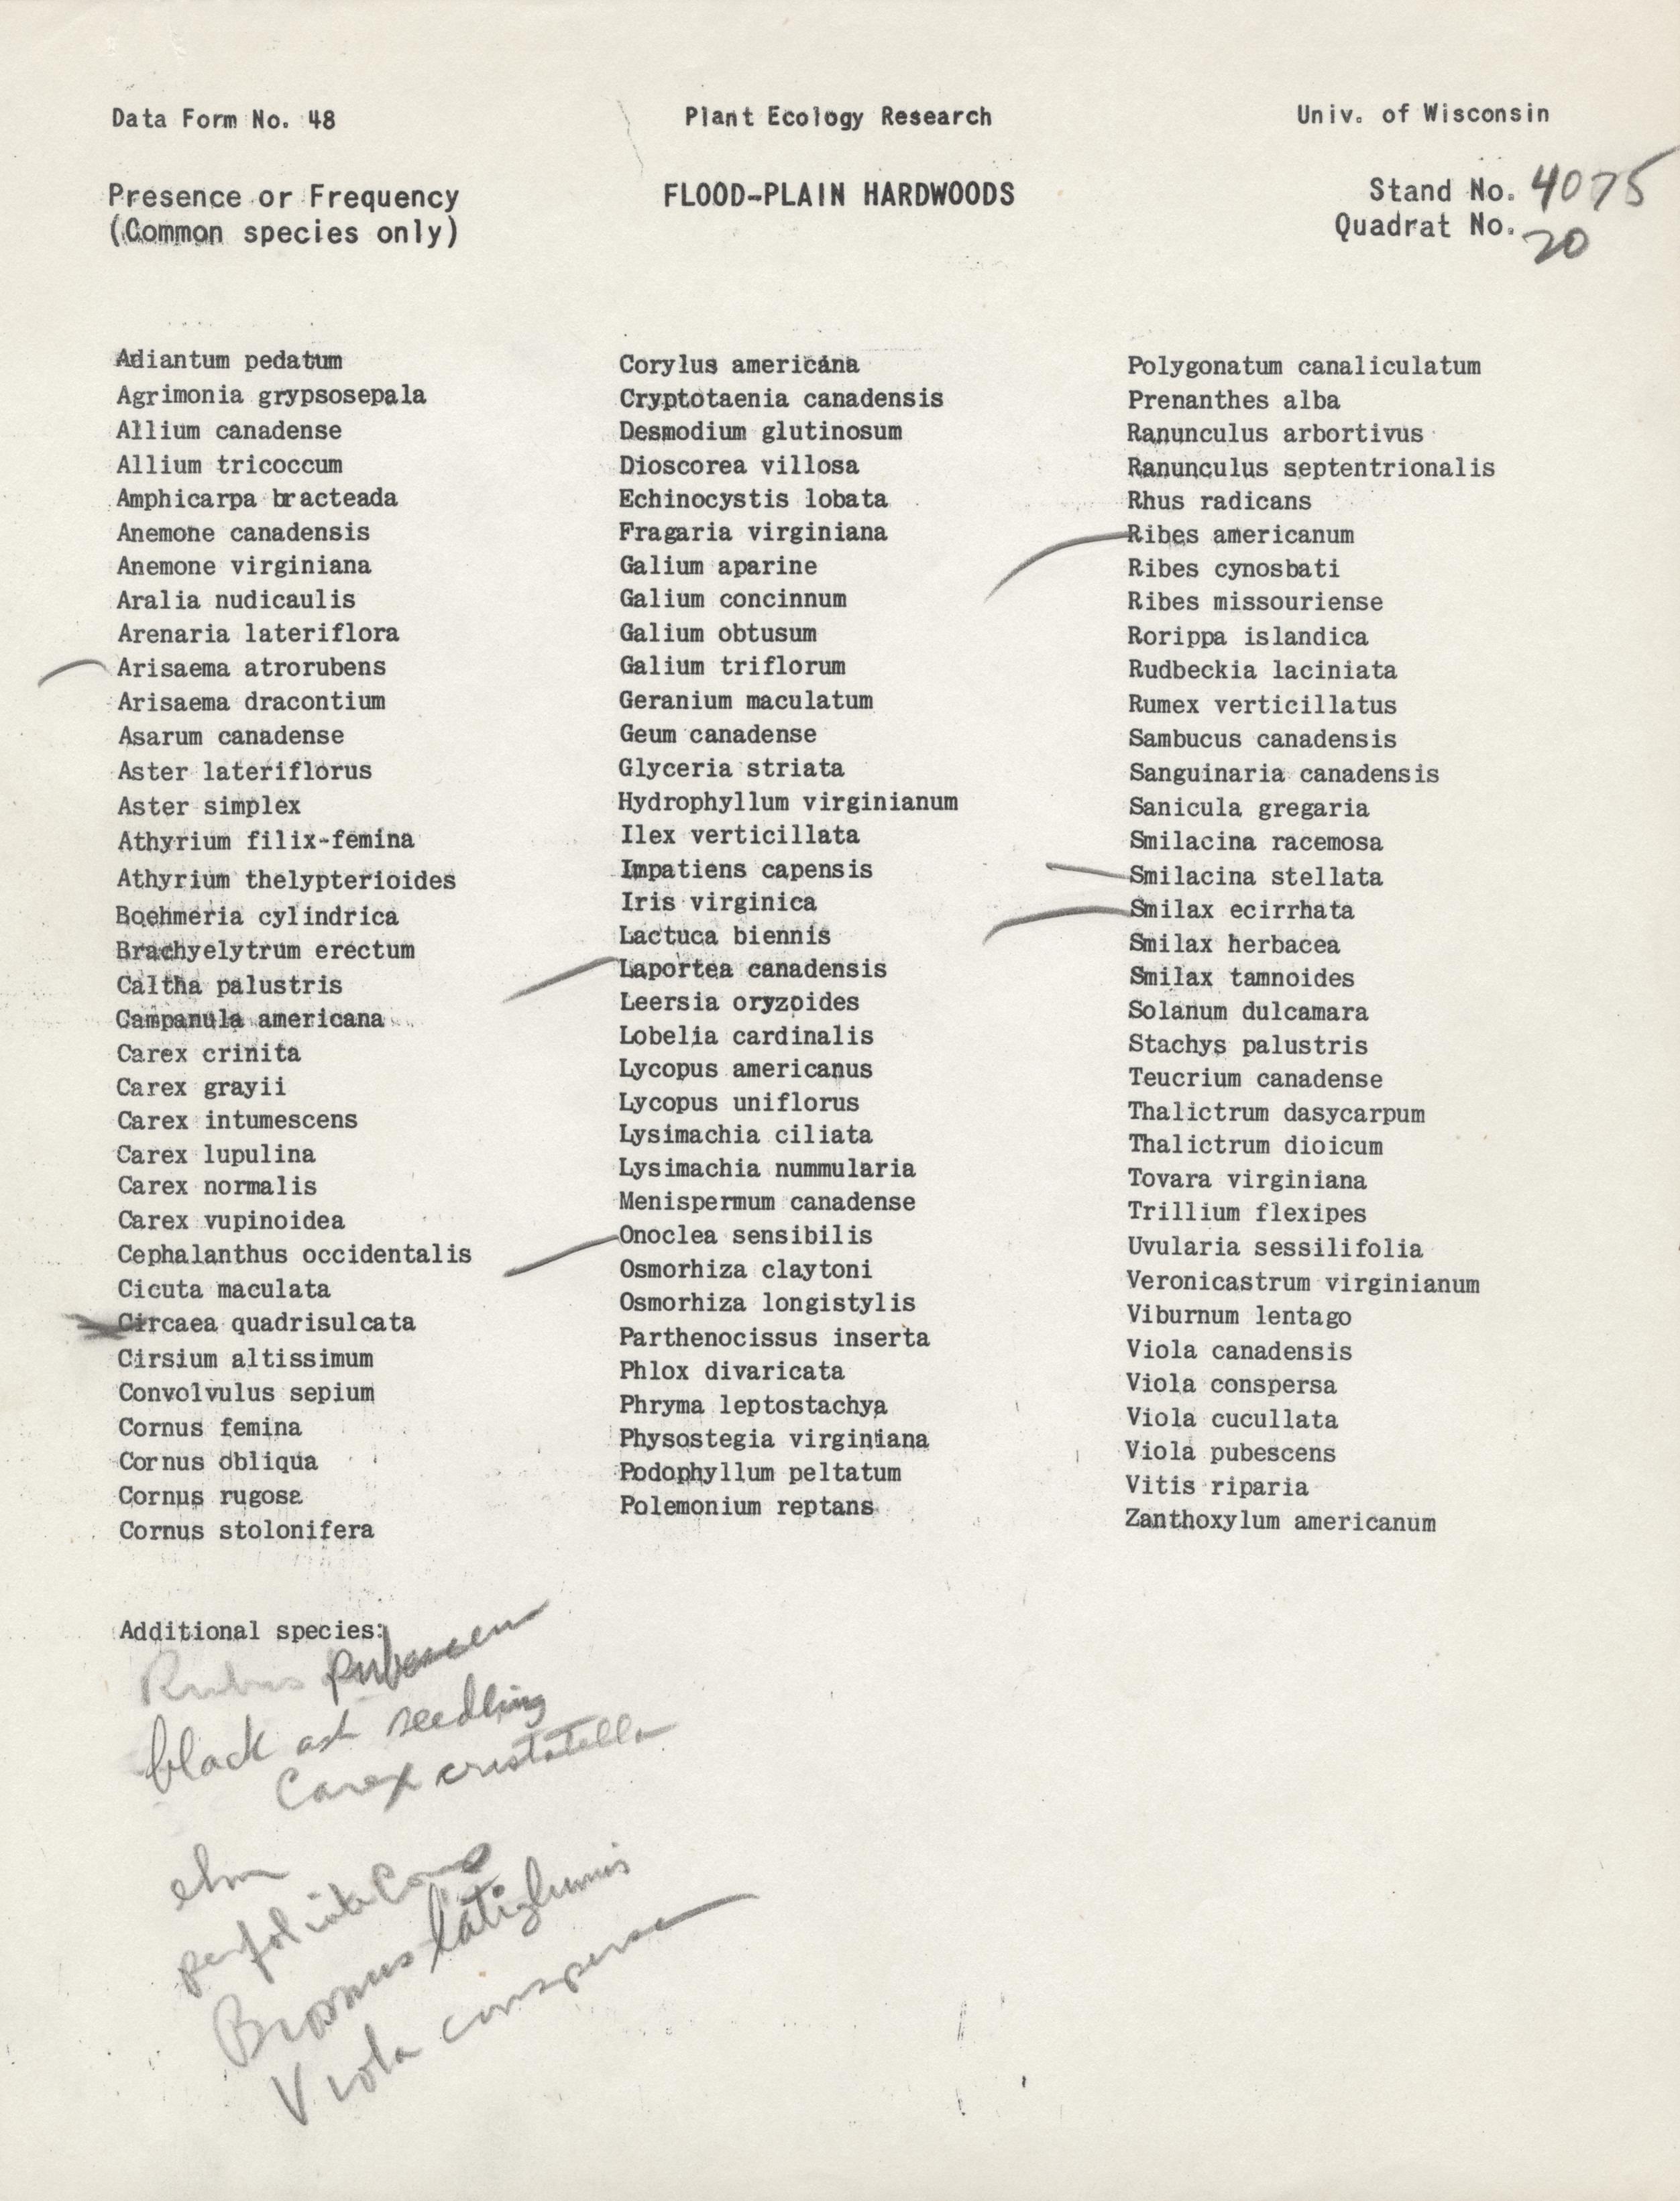 Data Form No. 48
Plant Ecology Research
Univ. of Wisconsin
Presence or Frequency
(Common species only)
FLOOD-PLAIN HARDWOODS
Stand No. 4075
Quadrat No. 20
Adiantum pedatum
Agrimonia grypsosepala
Allium canadense
Allium tricoccum
Amphicarpa bracteada
Anemone canadensis
Anemone virginiana
Aralia nudicaulis
Arenaria lateriflora
Arisaema atrorubens
Arisaema dracontium
Asarum canadense
Aster lateriflorus
Aster simplex
Athyrium filix-femina
Athyrium thelypterioides
Boehmeria cylindrica
Brachyelytrum erectum
Caltha palustris
Campanula americana
Carex crinita
Carex grayii
Carex intumescens
Carex lupulina
Carex normalis
Carex vupinoidea
Cephalanthus occidentalis
Cicuta maculata
Circaea quadrisulcata
Cirsium altissimum
Convolvulus sepium
Cornus femina
Cornus obliqua
Cornus rugosa
Cornus stolonifera
Corylus americana
Cryptotaenia canadensis
Desmodium glutinosum
Dioscorea villosa
Echinocystis lobata
Fragaria virginiana
Galium aparine
Galium concinnum
Galium obtusum
Galium triflorum
Geranium maculatum
Geum canadense
Glyceria striata
Hydrophyllum virginianum
Ilex verticillata
Impatiens capensis
Iris virginica
Lactuca biennis
Laportea canadensis
Leersia oryzoides
Lobelia cardinalis
Lycopus americanus
Lycopus uniflorus
Lysimachia ciliata
Lysimachia nummularia
Menispermum canadense
Onoclea sensibilis
Osmorhiza claytoni
Osmorhiza longistylis
Parthenocissus inserta
Phlox divaricata
Phryma leptostachya
Physostegia virginiana
Podophyllum peltatum
Polemonium reptans
Polygonatum canaliculatum
Prenanthes alba
Ranunculus arbortivus
Ranunculus septentrionalis
Rhus radicans
Ribes americanum
Ribes cynosbati
Ribes missouriense
Rorippa islandica
Rudbeckia laciniata
Rumex verticillatus
Sambucus canadensis
Sanguinaria canadensis
Sanicula gregaria
Smilacina racemosa
Smilacina stellata
Smilax ecirrhata
Smilax herbacea
Smilax tamnoides
Solanum dulcamara
Stachys palustris
Teucrium canadense
Thalictrum dasycarpum
Thalictrum dioicum
Tovara virginiana
Trillium flexipes
Uvularia sessilifolia
Veronicastrum virginianum
Viburnum lentago
Viola canadensis
Viola conspersa
Viola cucullata
Viola pubescens
Vitis riparia
Zanthoxylum americanum
Additional species:
Rubus pubescens
black ash seedling
Carex cristatella
elm
Bromus latiglumis
Viola conspersa